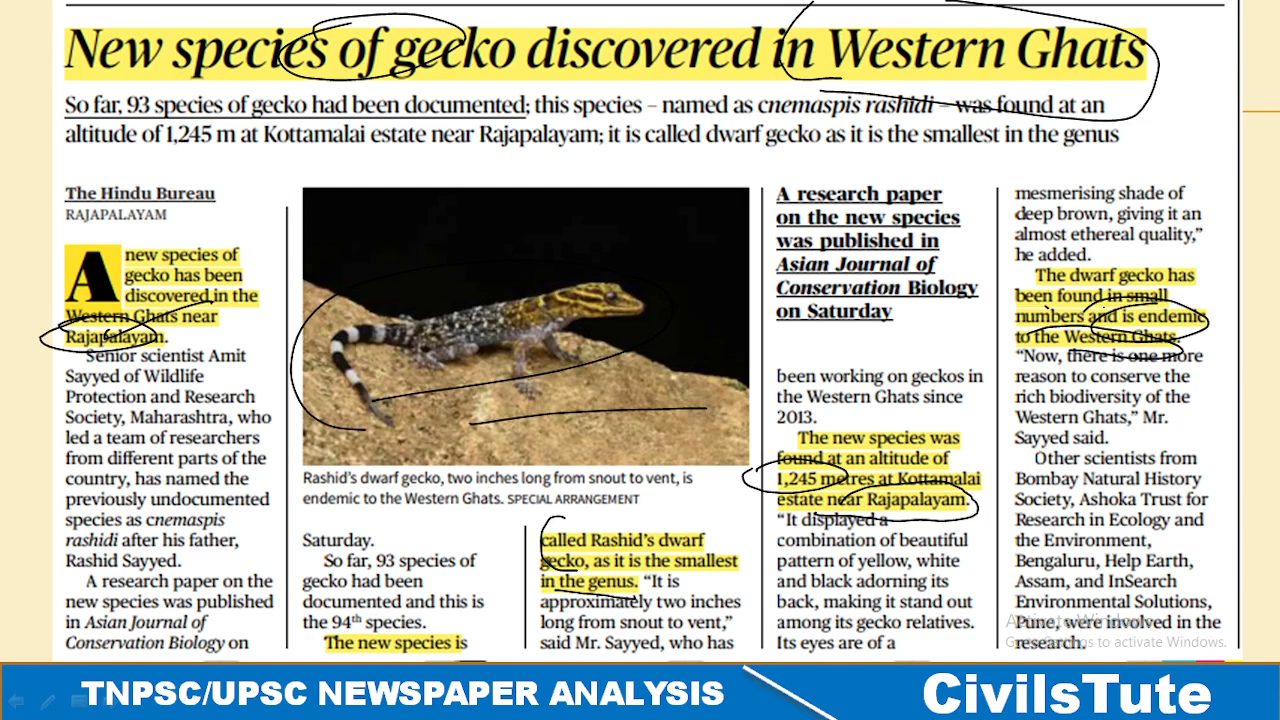 New species of gecko discovered in Western Ghats
So far, 93 species of gecko had been documented; this species – named as cnemaspis rashidi – was found at an
altitude of 1,245 m at Kottamalai estate near Rajapalayam; it is called dwarf gecko as it is the smallest in the genus
The Hindu Bureau
RAJAPALAYAM
A new species of
gecko has been
discovered in the
Western Ghats near
Rajapalayam.
Senior scientist Amit
Sayyed of Wildlife
Protection and Research
Society, Maharashtra, who
led a team of researchers
from different parts of the
country, has named the
previously undocumented
species as cnemaspis
rashidi after his father,
Rashid Sayyed.
A research paper on the
new species was published
in Asian Journal of
Conservation Biology on
Rashid's dwarf gecko, two inches long from snout to vent, is
endemic to the Western Ghats. SPECIAL ARRANGEMENT
Saturday.
So far, 93 species of
gecko had been
documented and this is
the 94th species.
The new species is
called Rashid's dwarf
gecko, as it is the smallest
in the genus. "It is
approximately two inches
long from snout to vent,"
said Mr. Sayyed, who has
A research paper
on the new species
was published in
Asian Journal of
Conservation Biology
on Saturday
been working on geckos in
the Western Ghats since
2013.
The new species was
found at an altitude of
1,245 metres at Kottamalai
estate near Rajapalayam.
"It displayed a
combination of beautiful
pattern of yellow, white
and black adorning its
back, making it stand out
among its gecko relatives.
Its eyes are of a
mesmerising shade of
deep brown, giving it an
almost ethereal quality,"
he added.
The dwarf gecko has
been found in small
numbers and is endemic
to the Western Ghats.
"Now, there is one more
reason to conserve the
rich biodiversity of the
Western Ghats," Mr.
Sayyed said.
Other scientists from
Bombay Natural History
Society, Ashoka Trust for
Research in Ecology and
the Environment,
Bengaluru, Help Earth,
Assam, and InSearch
Environmental Solutions,
Pune, were involved in the
research.
Activate Windows
Go to Settings to activate Windows.
TNPSC/UPSC NEWSPAPER ANALYSIS
CivilsTute